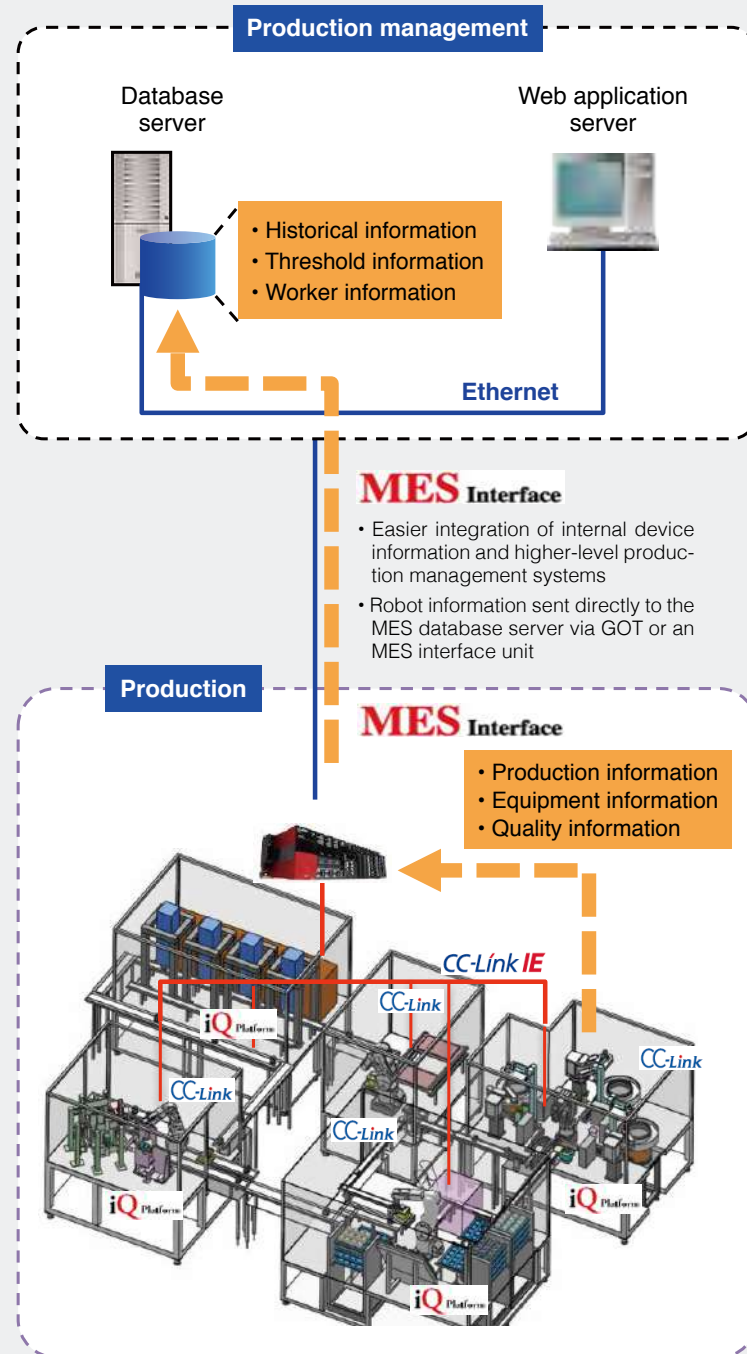 Production management
Database
server
Web application
server
• Historical information
• Threshold information
• Worker information
Ethernet
MES Interface
• Easier integration of internal device
information and higher-level produc-
tion management systems
• Robot information sent directly to the
MES database server via GOT or an
MES interface unit
Production
MES Interface
• Production information
• Equipment information
• Quality information
CC-Link IE
CC-Link
iQ Platform
CC-Link
CC-Link
CC-Link
iQ Platform
iQ Platform
iQ Platform